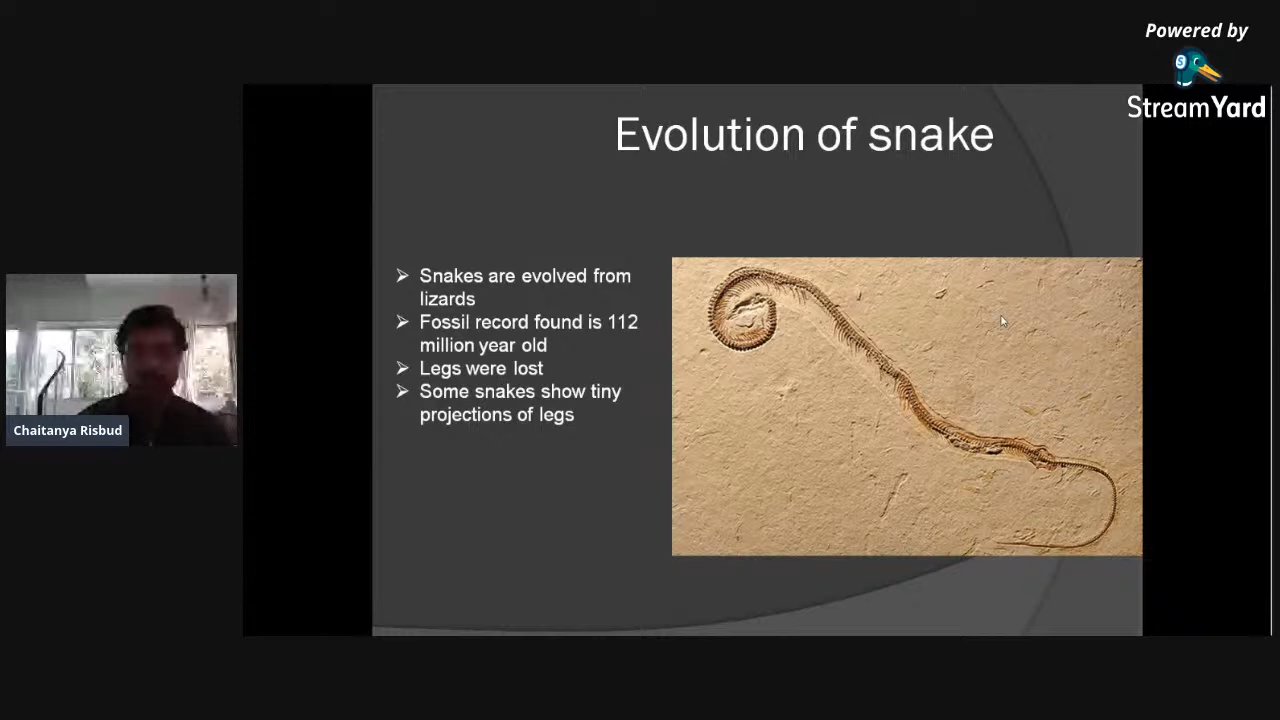 Powered by
StreamYard
Evolution of snake
Snakes are evolved from
lizards
Fossil record found is 112
million year old
Legs were lost
Some snakes show tiny
projections of legs
Chaitanya Risbud